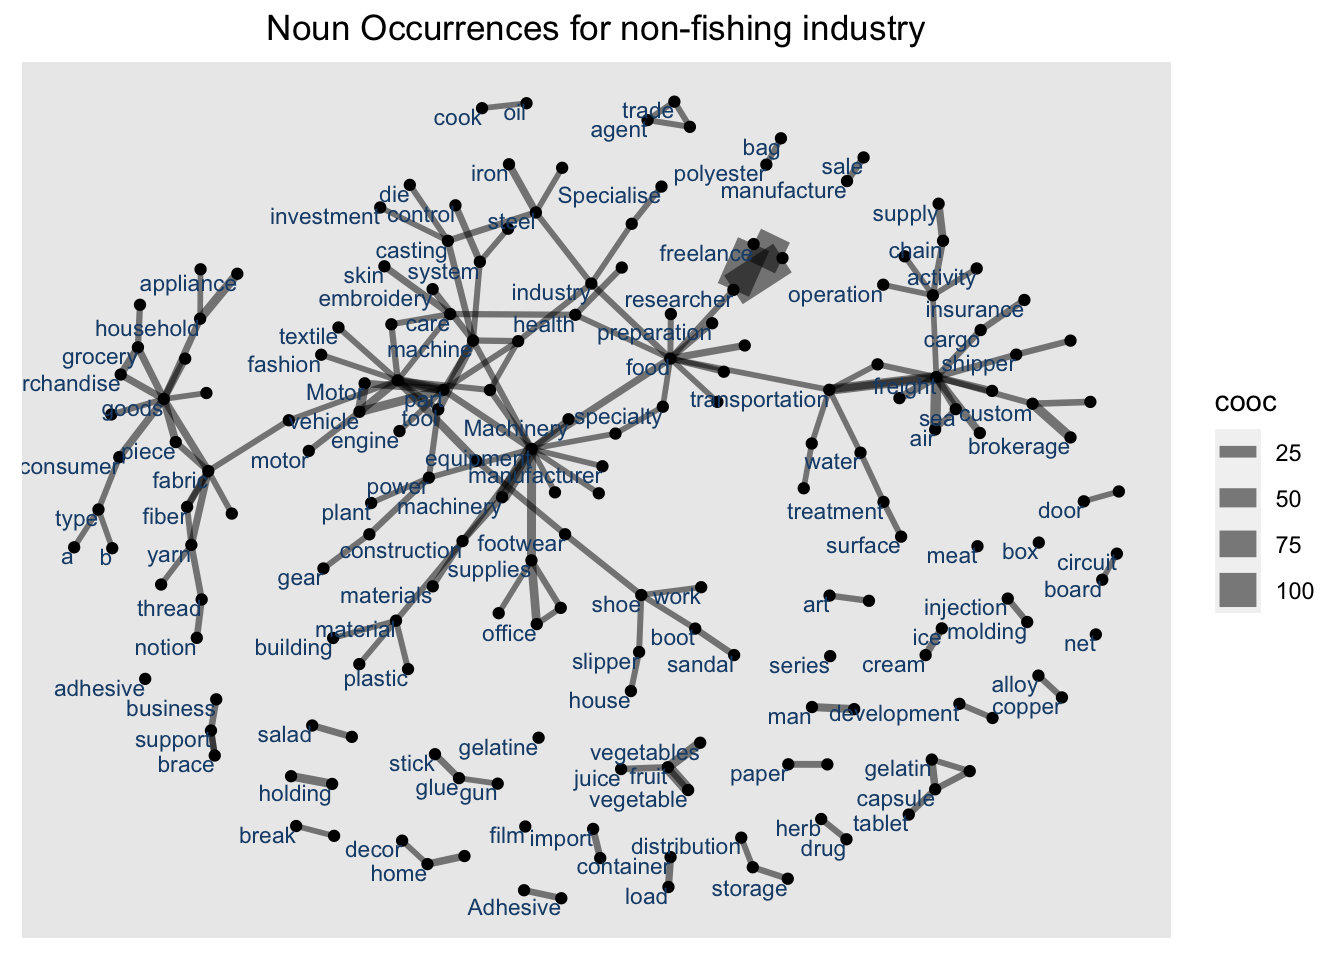 Noun Occurrences for non-fishing industry
cook
oil
trade
agent
bag
polyester
sale
manufacture
iron
Specialise
die
investment
control
steel
supply
casting
freelance
chain
skin
system
activity
appliance
embroidery
industry
researcher
operation
insurance
household
textile
care
health
preparation
cargo
grocery
fashion
machine
food
shipper
rchandise
Motor
part
transportation
freight
goods
vehicle
tool
specialty
sea
custom
engine
Machinery
air
brokerage
consumer
piece
motor
equipment
manufacturer
water
fabric
power
machinery
type
fiber
plant
treatment
door
a
b
yarn
construction
footwear
surface
meat
box
circuit
gear
supplies
board
thread
materials
shoe
work
art
injection
notion
building
material
office
boot
ice
molding
net
slipper
sandal
series
cream
adhesive
plastic
house
alloy
business
man
development
copper
support
salad
gelatine
vegetables
brace
stick
juice
fruit
paper
gelatin
holding
glue
gun
vegetable
capsule
break
film
import
herb
tablet
decor
distribution
drug
home
container
load
storage
Adhesive
cooc
25
50
75
100